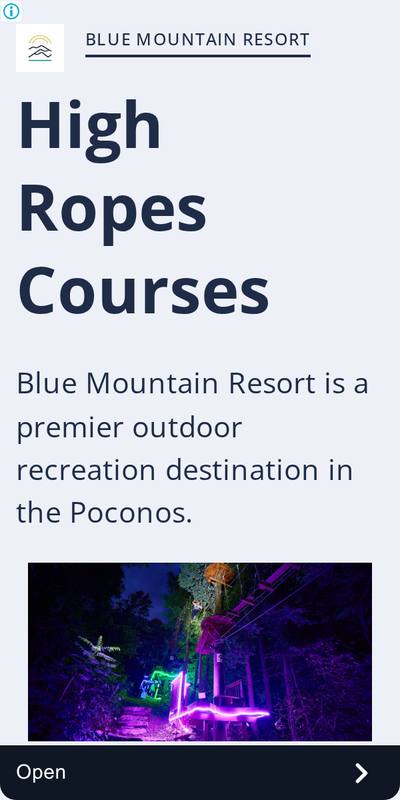 BLUE MOUNTAIN RESORT
High
Ropes
Courses
Blue Mountain Resort is a
premier outdoor
recreation destination in
the Poconos.
Open